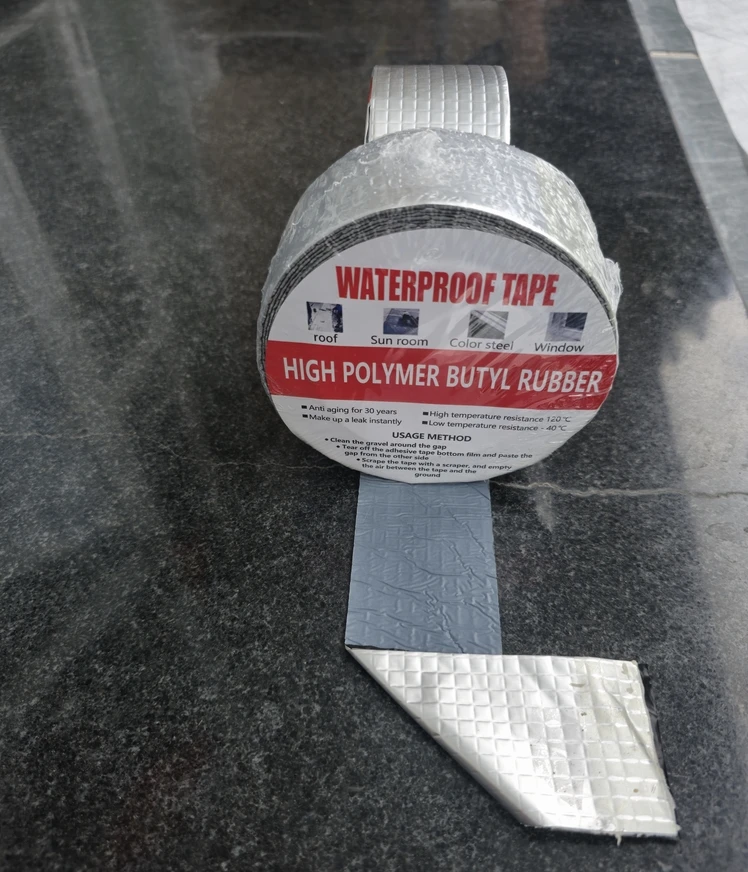 WATERPROOF TAPE
roof Sun room Color steel Window
HIGH POLYMER BUTYL RUBBER
■ Anti aging for 30 years ■ High temperature resistance 120℃
■ Make up a leak instantly ■ Low temperature resistance - 40℃
USAGE METHOD
• Clean the gravel around the gap
• Tear off the adhesive tape bottom film and paste the
gap from the other side
• Scrape the tape with a scraper, and empty
the air between the tape and the
ground